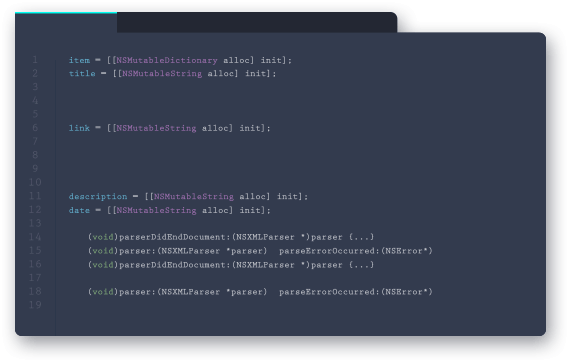 1 item = [[NSMutableDictionary alloc] init];
2 title = [[NSMutableString alloc] init];
3
4
5
6 link = [[NSMutableString alloc] init];
7
8
9
10
11 description = [[NSMutableString alloc] init];
12 date = [[NSMutableString alloc] init];
13
14 (void)parserDidEndDocument:(NSXMLParser *)parser {...)
15 (void)parser:(NSXMLParser *parser) parseErrorOccurred:(NSError*)
16 (void)parserDidEndDocument:(NSXMLParser *)parser {...)
17
18 (void)parser:(NSXMLParser *parser) parseErrorOccurred:(NSError*)
19